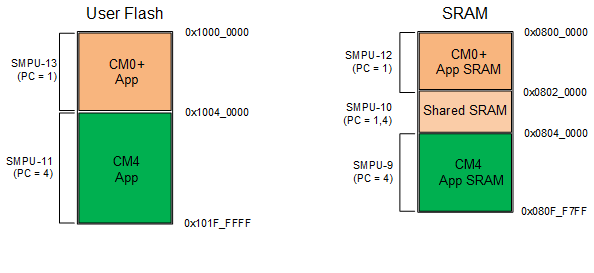 User Flash
0x1000_0000
SMPU-13
(PC = 1)
CM0+
App
0x1004_0000
SMPU-11
(PC = 4)
CM4
App
0x101F_FFFF
SRAM
0x0800_0000
SMPU-12
(PC = 1)
CM0+
App SRAM
0x0802_0000
SMPU-10
(PC = 1,4)
Shared SRAM
0x0804_0000
SMPU-9
(PC = 4)
CM4
App SRAM
0x080F_F7FF